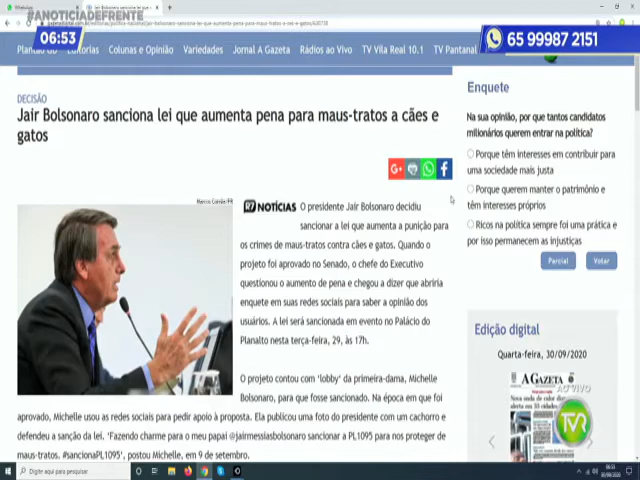 WhatsApp
#ANOTICIADEFRENTE
06:53
65 99987 2151
Editorias
Colunas e Opinião
Variedades
Jornal A Gazeta
Rádios ao Vivo
TV Vila Real 10.1
TV Pantanal
DECISÃO
Jair Bolsonaro sanciona lei que aumenta pena para maus-tratos a cães e
gatos
G+
R7 NOTÍCIAS
O presidente Jair Bolsonaro decidiu
sancionar a lei que aumenta a punição para
os crimes de maus-tratos contra cães e gatos. Quando o
projeto foi aprovado no Senado, o chefe do Executivo
questionou o aumento de pena e chegou a dizer que abriria
enquete em suas redes sociais para saber a opinião dos
usuários. A lei será sancionada em evento no Palácio do
Planalto nesta terça-feira, 29, às 17h.
O projeto contou com 'lobby' da primeira-dama, Michelle
Bolsonaro, para que fosse sancionado. Na época em que foi
aprovado, Michelle usou as redes sociais para pedir apoio à proposta. Ela publicou uma foto do presidente com um cachorro e
defendeu a sanção da lei. 'Fazendo charme para o meu papai @jairmessiasbolsonaro sancionar a PL1095 para nos proteger de
maus-tratos. #sancionaPL1095', postou Michelle, em 9 de setembro.
Enquete
Na sua opinião, por que tantos candidatos
milionários querem entrar na política?
Porque têm interesses em contribuir para
uma sociedade mais justa
Porque querem manter o patrimônio e
têm interesses próprios
Ricos na política sempre foi uma prática e
por isso permanecem as injustiças
Parcial
Votar
Edição digital
Quarta-feira, 30/09/2020
A GAZETA
AO VIVO
TVR
Digite aqui para pesquisar
06:53
30/09/2020